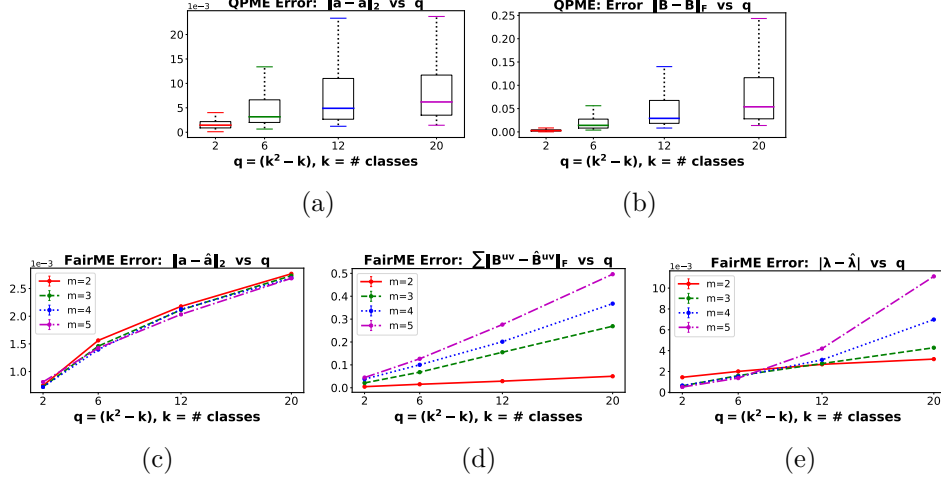 QPME Error: ‖a − â‖₂ vs q
1e−3
20
15
10
5
0
2 6 12 20
q = (k² − k), k = # classes
(a)
QPME: Error ‖B − B̂‖F vs q
0.25
0.20
0.15
0.10
0.05
0.00
2 6 12 20
q = (k² − k), k = # classes
(b)
FairME Error: ‖a − â‖₂ vs q
1e−3
m=2
m=3
m=4
m=5
2.5
2.0
1.5
1.0
2 6 12 20
q = (k² − k), k = # classes
(c)
FairME Error: ∑‖Bᵘᵛ − B̂ᵘᵛ‖F vs q
m=2
m=3
m=4
m=5
0.5
0.4
0.3
0.2
0.1
0.0
2 6 12 20
q = (k² − k), k = # classes
(d)
FairME Error: |λ − λ̂| vs q
1e−3
m=2
m=3
m=4
m=5
10
8
6
4
2
0
2 6 12 20
q = (k² − k), k = # classes
(e)